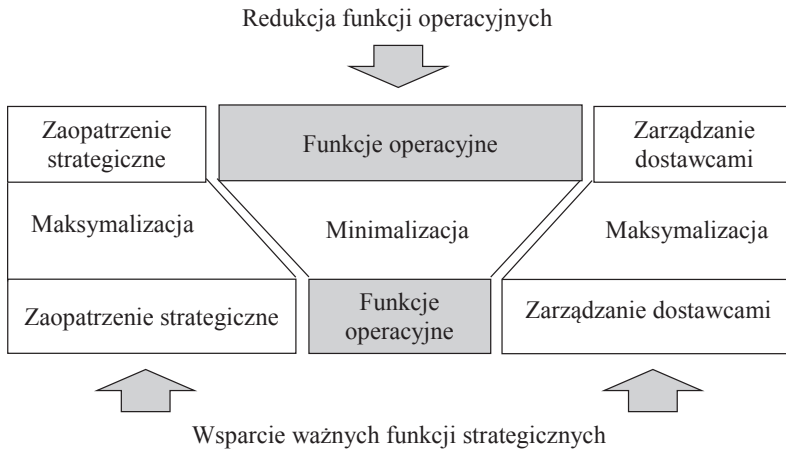 Redukcja funkcji operacyjnych
Zaopatrzenie
strategiczne
Funkcje operacyjne
Zarządzanie
dostawcami
Maksymalizacja
Minimalizacja
Maksymalizacja
Zaopatrzenie strategiczne
Funkcje
operacyjne
Zarządzanie dostawcami
Wsparcie ważnych funkcji strategicznych